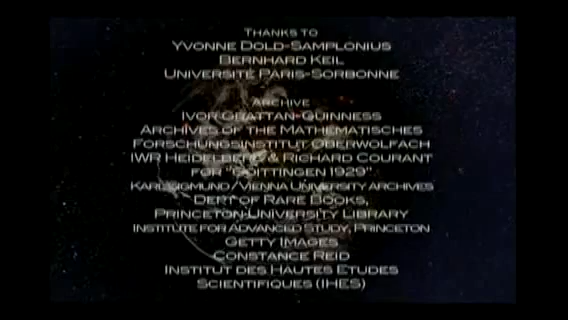 Thanks to
Yvonne Dold-Samplonius
Bernhard Keil
Université Paris-Sorbonne
Archive
Ivor Grattan-Guinness
Archives of the Mathematisches
Forschungsinstitut Oberwolfach
IWR Heidelberg & Richard Courant
for "Goittingen 1929"
Karl Sigmund / Vienna University archives
Dept of Rare Books,
Princeton University Library
Institute for Advanced Study, Princeton
Getty Images
Constance Reid
Institut des Hautes Etudes
Scientifiques (IHES)